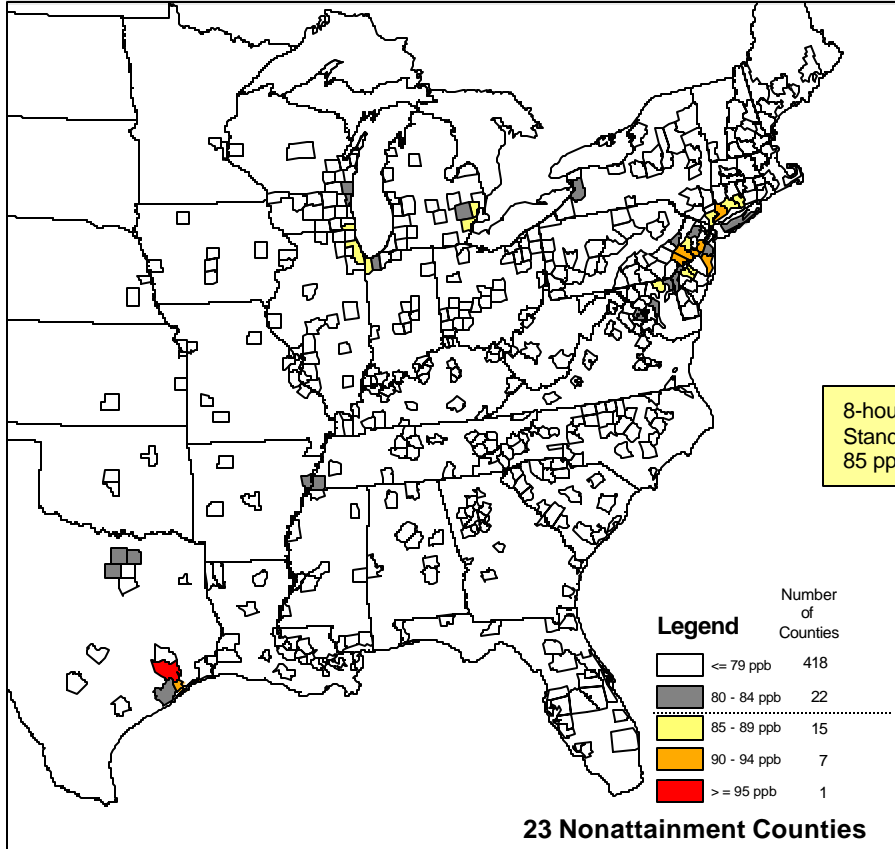 8-hou
Stand
85 pp
Number
of
Counties
Legend
<= 79 ppb 418
80 - 84 ppb 22
85 - 89 ppb 15
90 - 94 ppb 7
> = 95 ppb 1
23 Nonattainment Counties